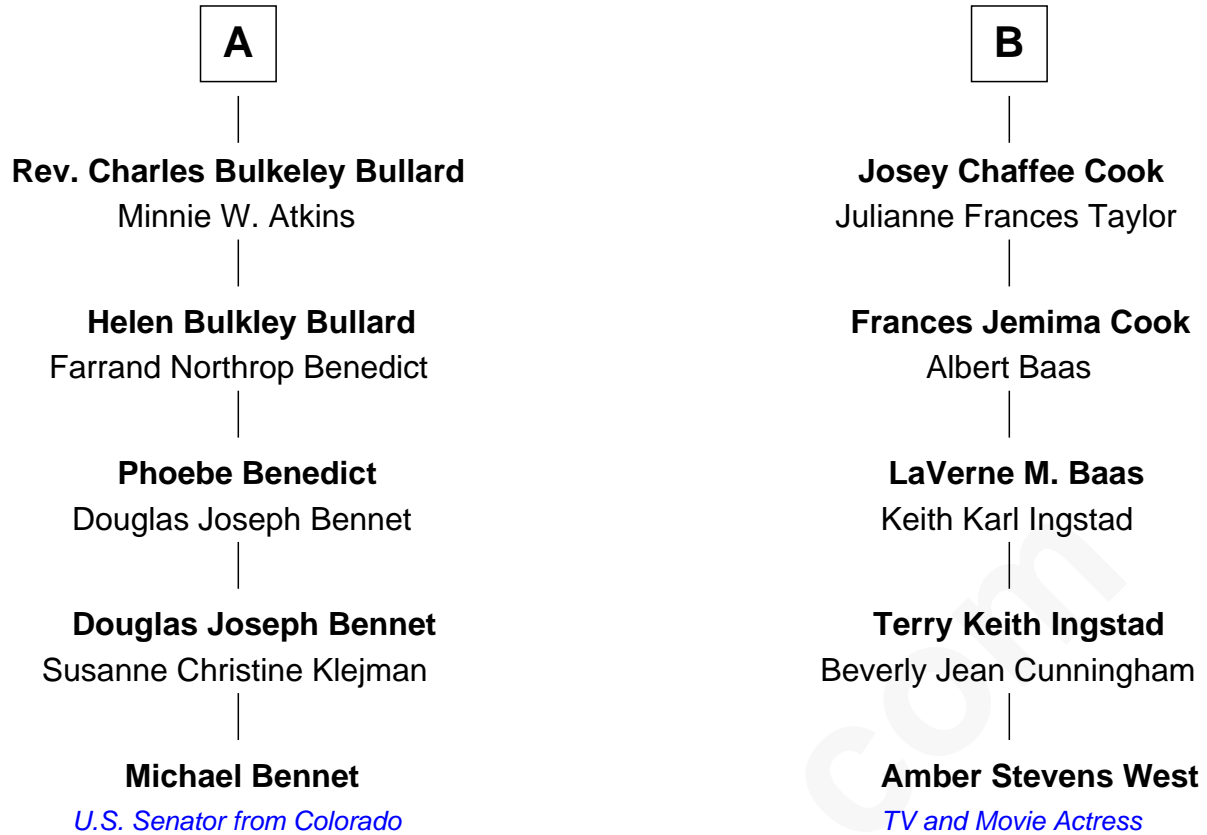 A
Rev. Charles Bulkeley Bullard
Minnie W. Atkins
Helen Bulkley Bullard
Farrand Northrop Benedict
Phoebe Benedict
Douglas Joseph Bennet
Douglas Joseph Bennet
Susanne Christine Klejman
Michael Bennet
U.S. Senator from Colorado
B
Josey Chaffee Cook
Julianne Frances Taylor
Frances Jemima Cook
Albert Baas
LaVerne M. Baas
Keith Karl Ingstad
Terry Keith Ingstad
Beverly Jean Cunningham
Amber Stevens West
TV and Movie Actress
com